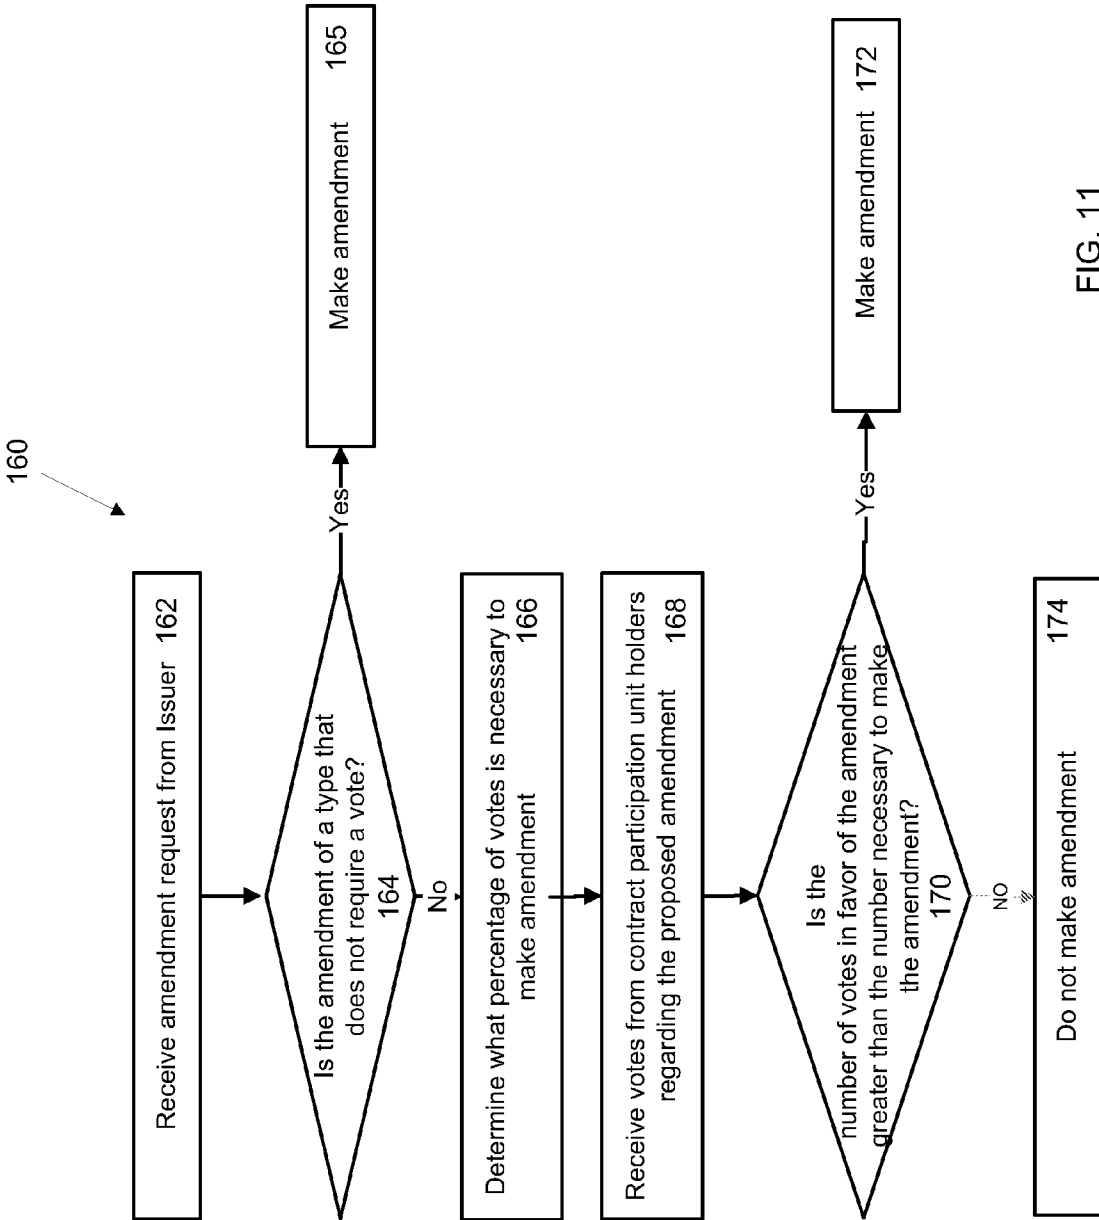 160
Receive amendment request from Issuer 162
Is the amendment of a type that
does not require a vote?
164
Yes
Make amendment 165
No
Determine what percentage of votes is necessary to
make amendment 166
Receive votes from contract participation unit holders
regarding the proposed amendment 168
Is the
number of votes in favor of the amendment
greater than the number necessary to make
the amendment?
170
Yes
Make amendment 172
NO
174
Do not make amendment
FIG. 11